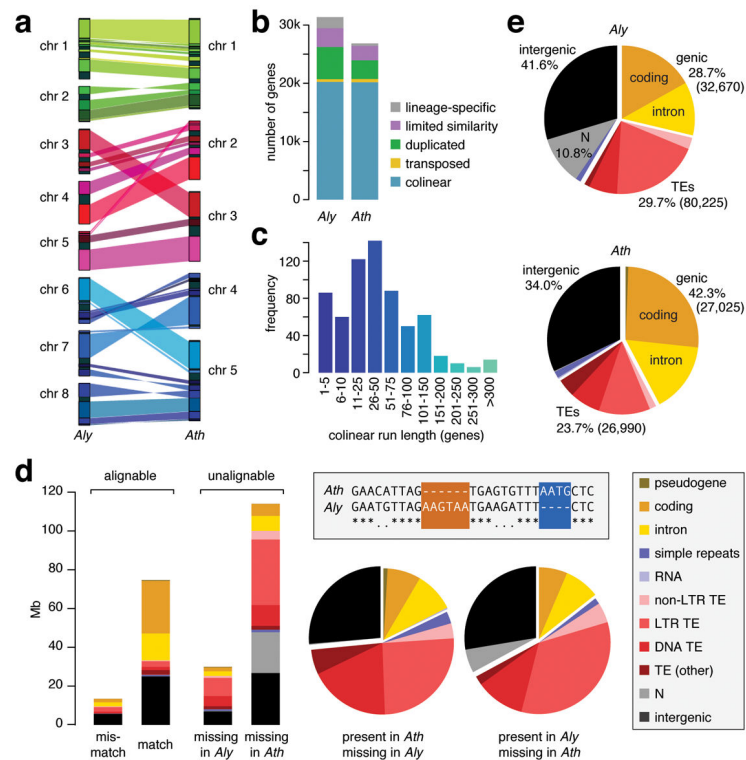 a
chr 1
chr 2
chr 3
chr 4
chr 5
chr 6
chr 7
chr 8
Aly
chr 1
chr 2
chr 3
chr 4
chr 5
Ath
b
number of genes
30k
20k
10k
0
Aly
Ath
lineage-specific
limited similarity
duplicated
transposed
colinear
c
frequency
120
80
40
0
1-5
6-10
11-25
26-50
51-75
76-100
101-150
151-200
201-250
251-300
>300
colinear run length (genes)
e
Aly
intergenic
41.6%
genic
28.7%
(32,670)
coding
intron
N
10.8%
TEs
29.7% (80,225)
Ath
intergenic
34.0%
genic
42.3%
(27,025)
coding
intron
TEs
23.7% (26,990)
d
alignable
unalignable
Mb
120
100
80
60
40
20
0
mis-
match
match
missing
in Aly
missing
in Ath
Ath GAACATTAG------TGAGTGTTTAATGCTC
Aly GAATGTTAGAAGTAATGAAGATTT----CTC
***..**** ***...*** ***
present in Ath
missing in Aly
present in Aly
missing in Ath
pseudogene
coding
intron
simple repeats
RNA
non-LTR TE
LTR TE
DNA TE
TE (other)
N
intergenic